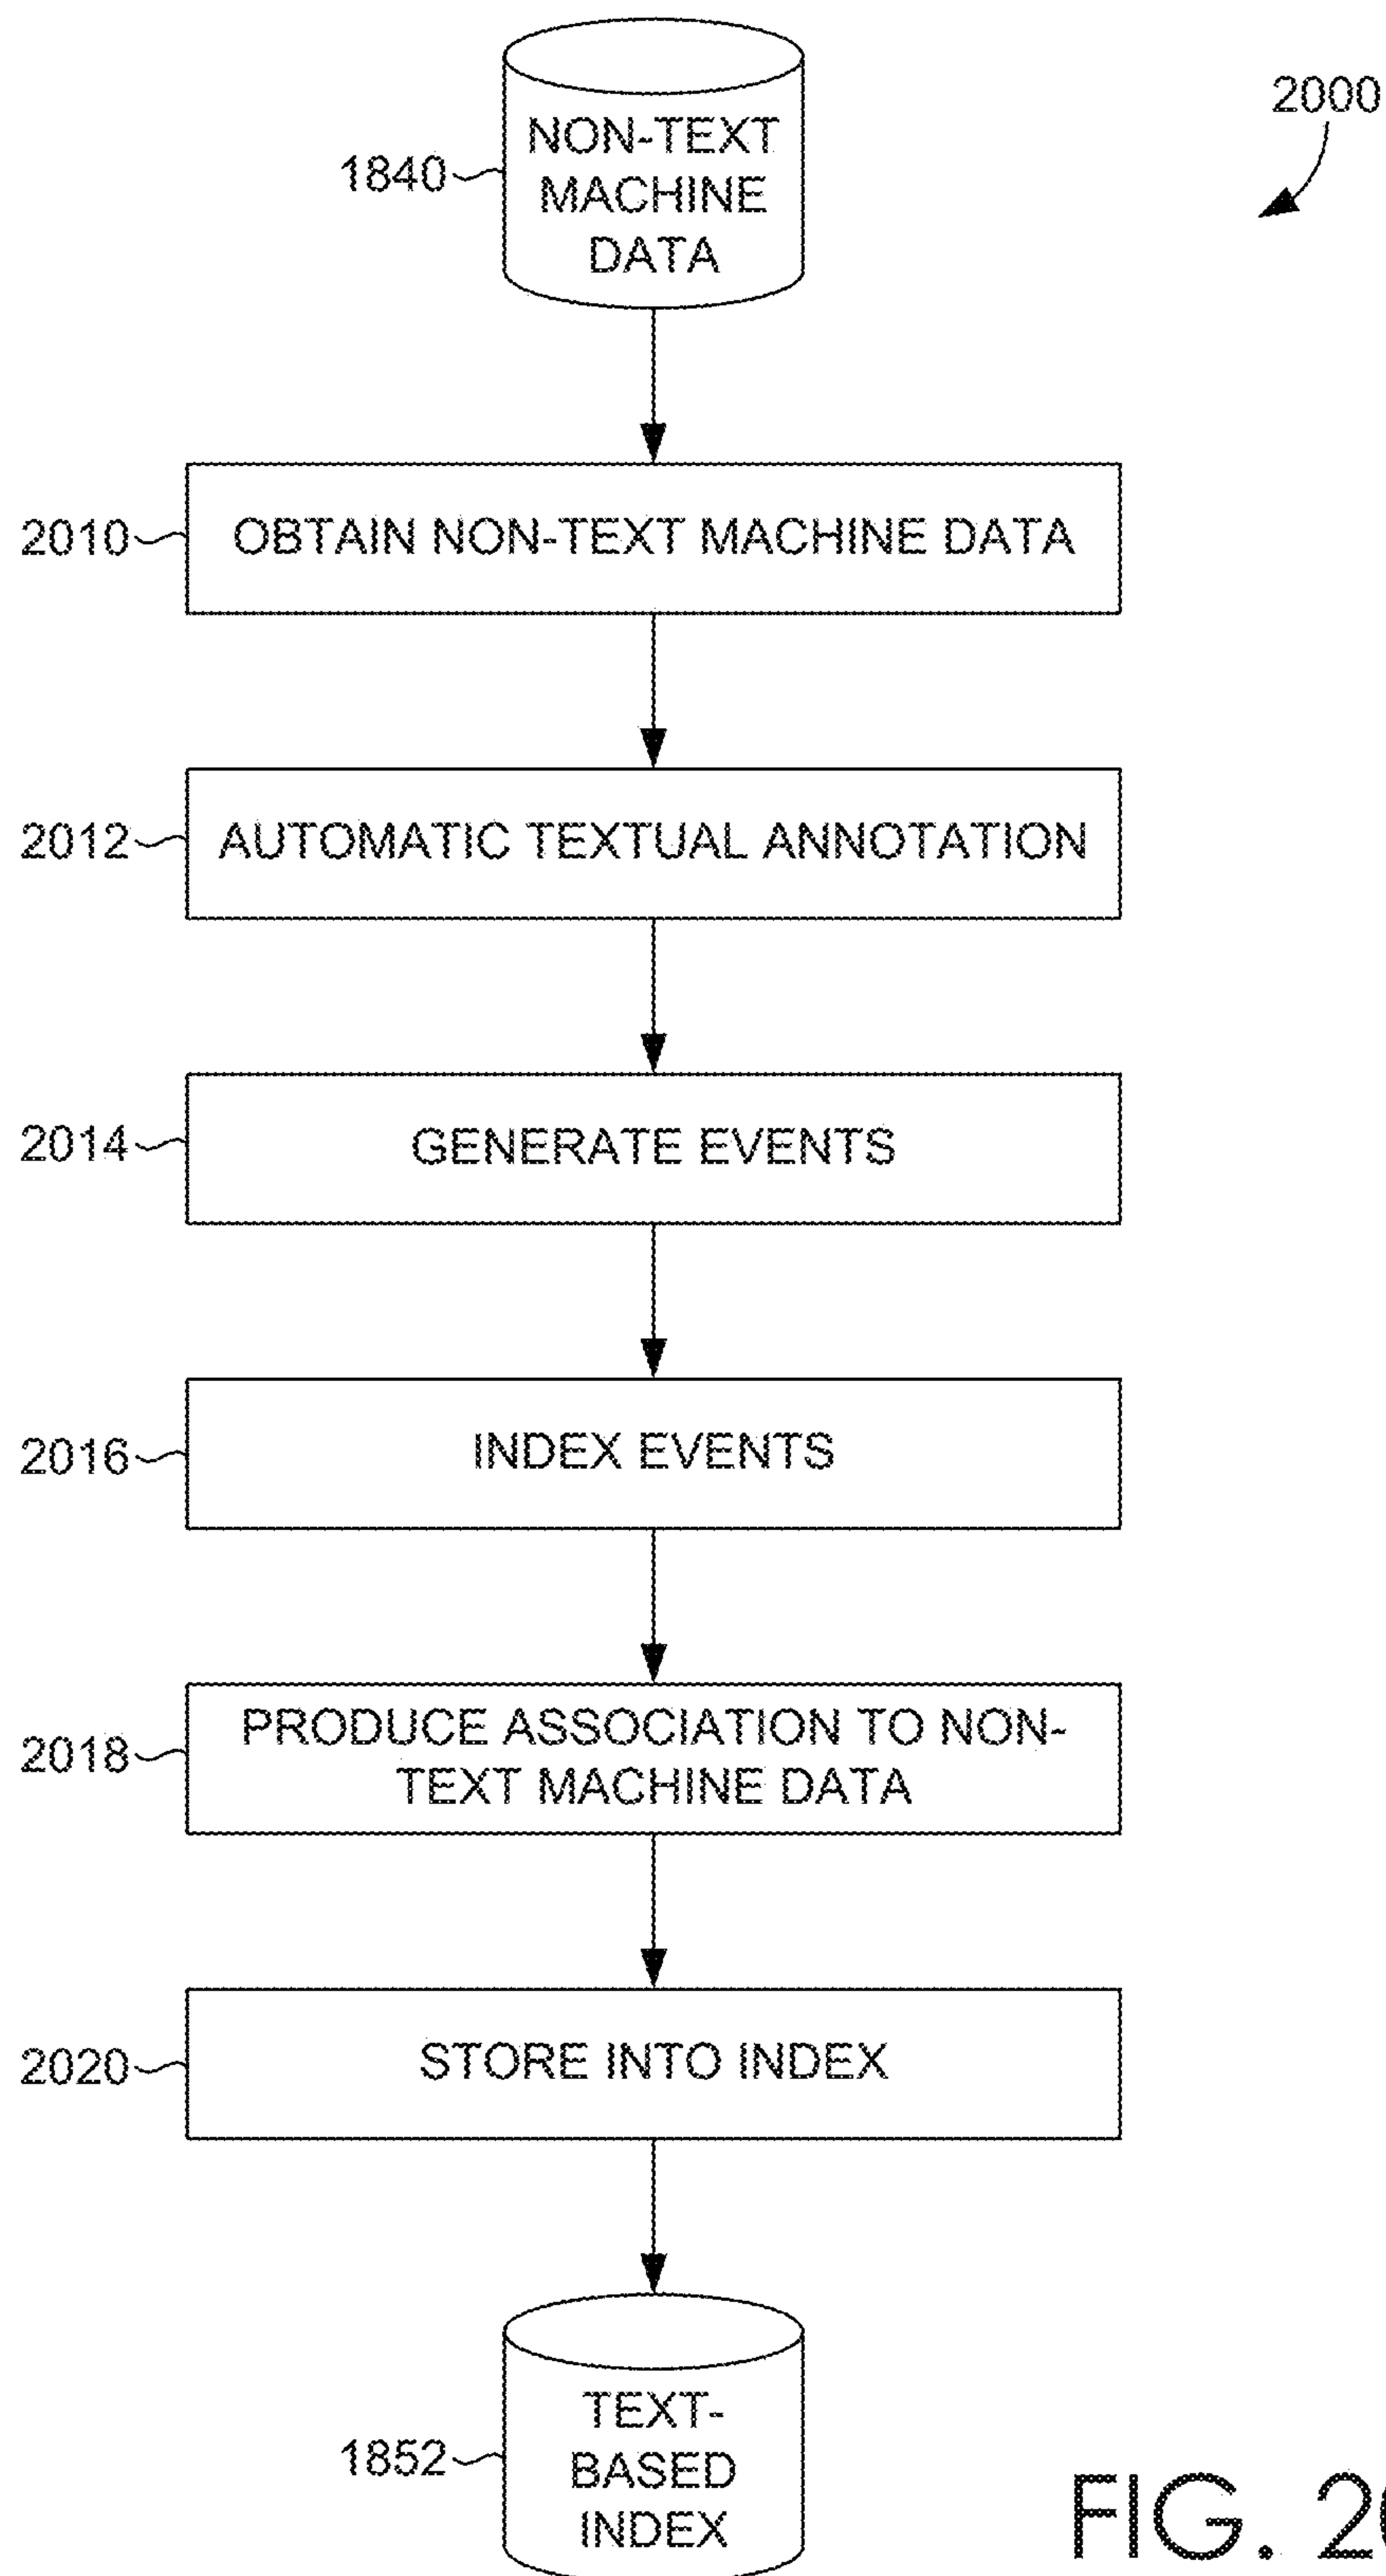 2000
NON-TEXT
MACHINE
DATA
1840
OBTAIN NON-TEXT MACHINE DATA
2010
AUTOMATIC TEXTUAL ANNOTATION
2012
GENERATE EVENTS
2014
INDEX EVENTS
2016
PRODUCE ASSOCIATION TO NON-
TEXT MACHINE DATA
2018
STORE INTO INDEX
2020
TEXT-
BASED
INDEX
1852
FIG. 20